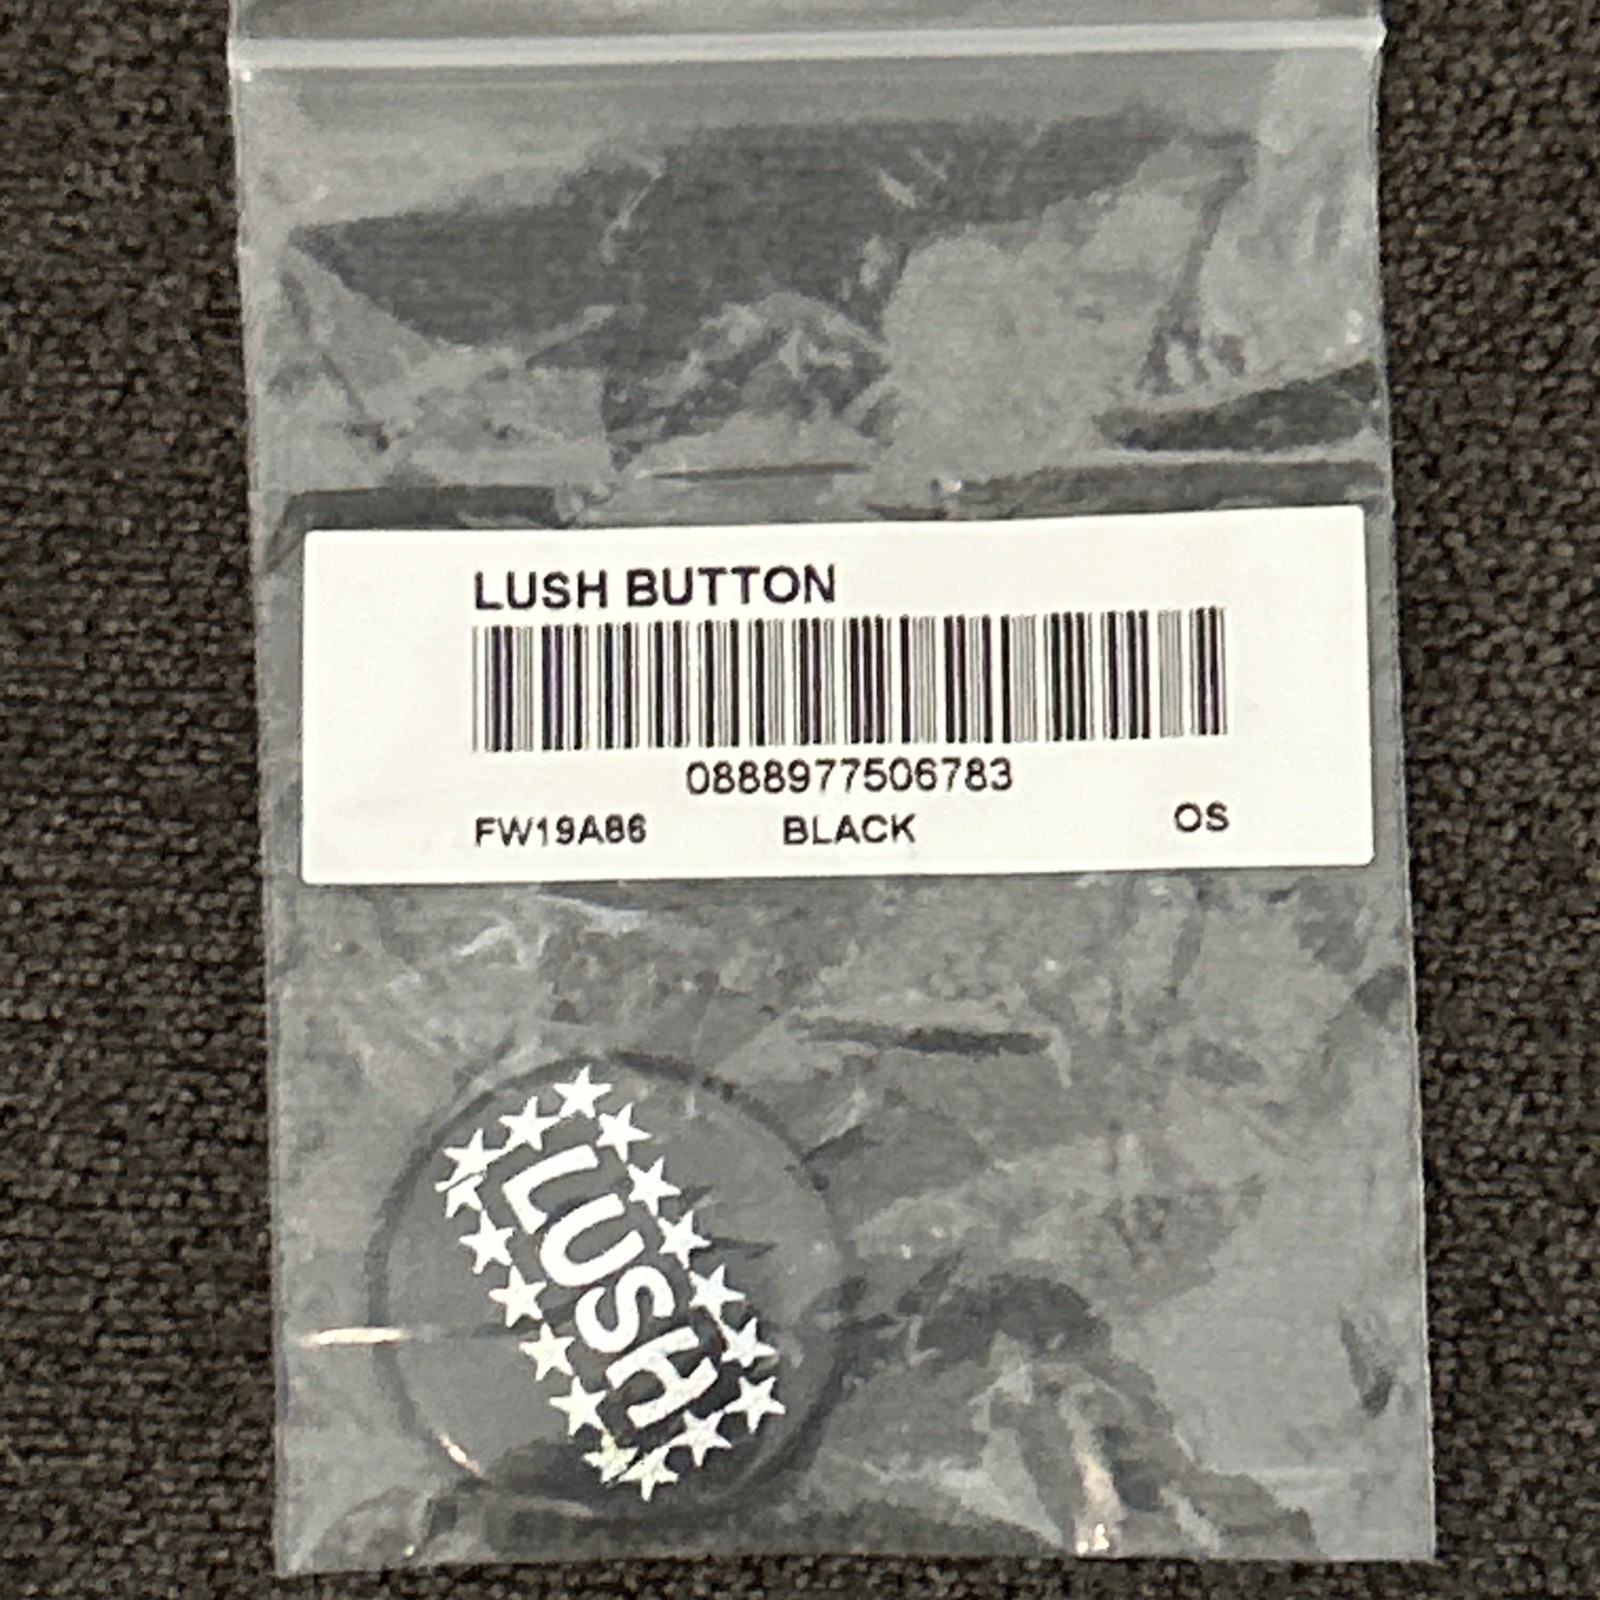 LUSH BUTTON
0888977506783
FW19A86 BLACK OS
LUSH